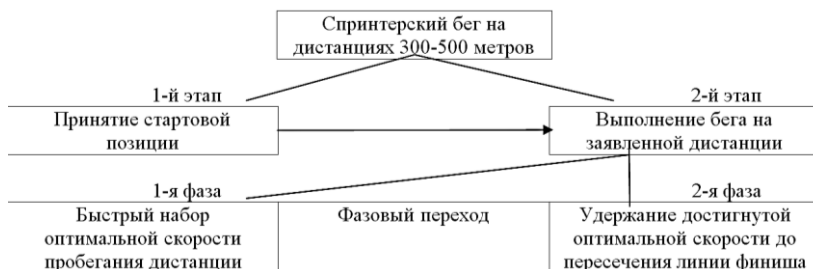 Спринтерский бег на
дистанциях 300-500 метров
1-й этап
2-й этап
Принятие стартовой
позиции
Выполнение бега на
заявленной дистанции
1-я фаза
2-я фаза
Быстрый набор
оптимальной скорости
пробегания дистанции
Фазовый переход
Удержание достигнутой
оптимальной скорости до
пересечения линии финиша